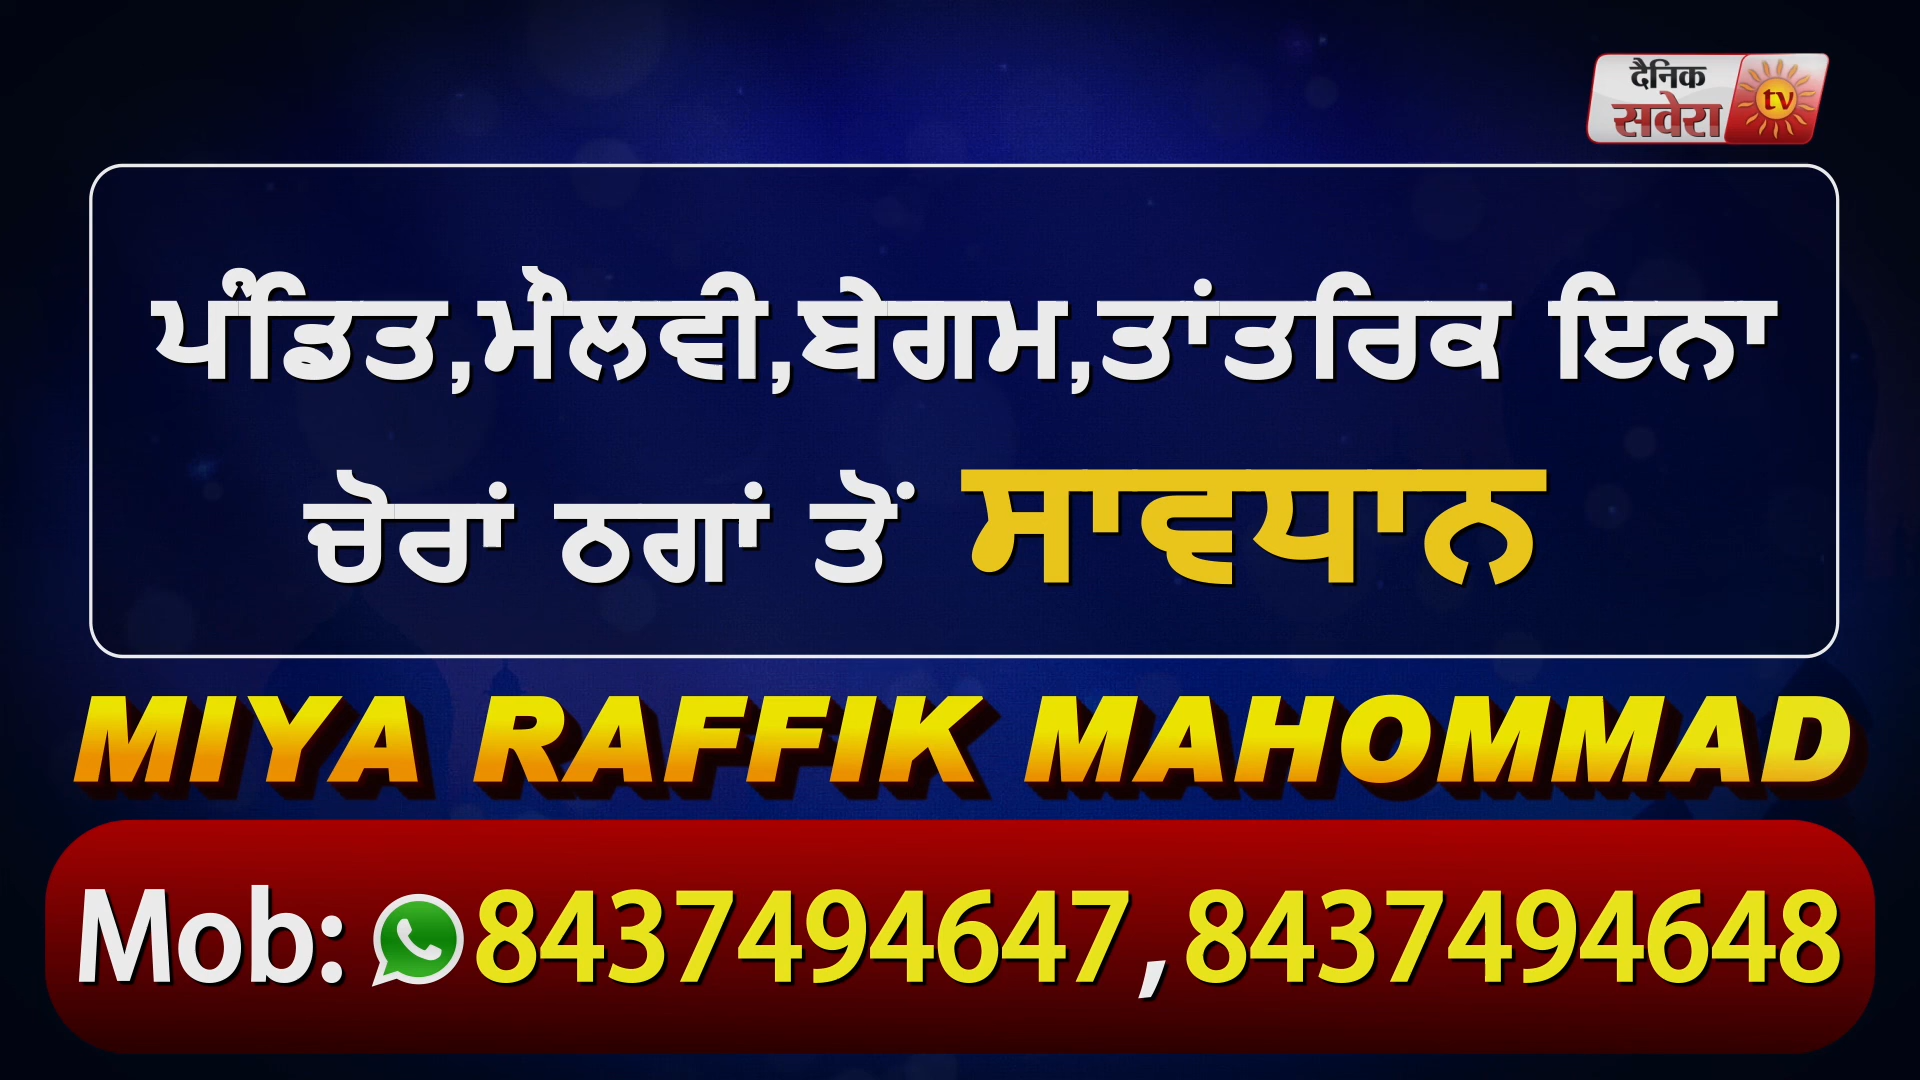 दैनिक
सवेरा tv
ਪੰਡਿਤ,ਮੌਲਵੀ,ਬੇਗਮ,ਤਾਂਤਰਿਕ ਇਨਾ
ਚੋਰਾਂ ਠਗਾਂ ਤੋਂ ਸਾਵਧਾਨ
MIYA RAFFIK MAHOMMAD
Mob: 8437494647, 8437494648